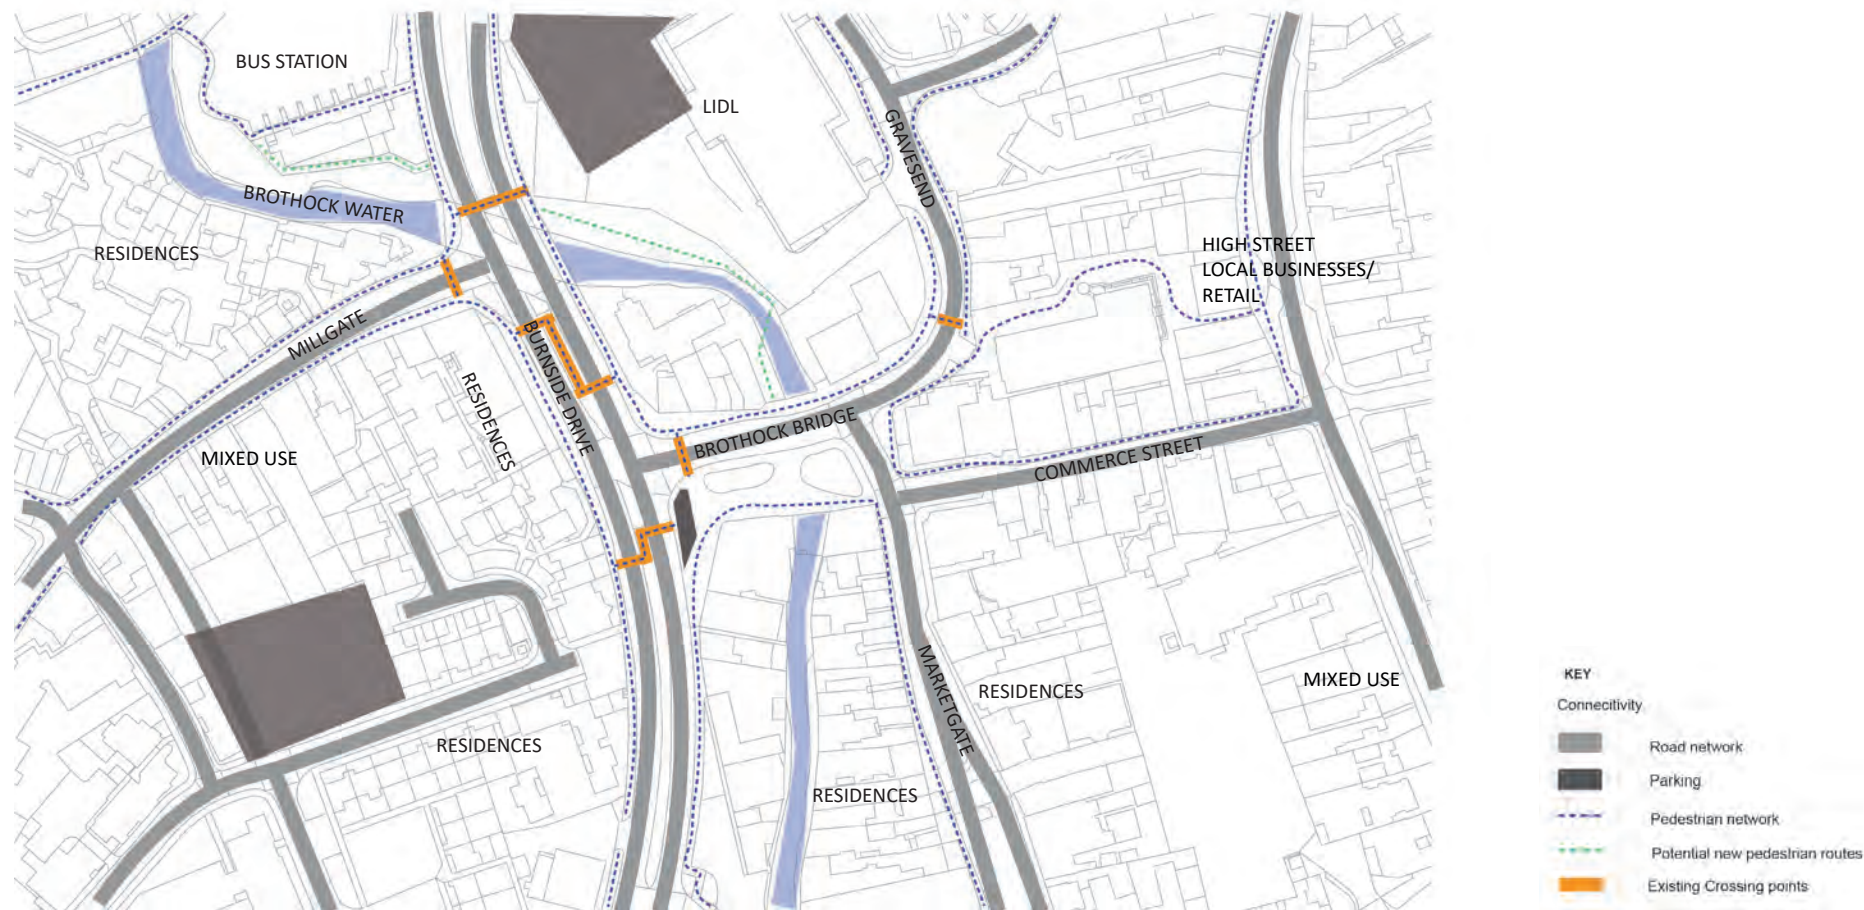 BUS STATION
LIDL
GRAVESEND
BROTHOCK WATER
RESIDENCES
HIGH STREET
LOCAL BUSINESSES/
RETAIL
MILLGATE
BURNSIDE DRIVE
RESIDENCES
MIXED USE
BROTHOCK BRIDGE
COMMERCE STREET
MARKETGATE
RESIDENCES
MIXED USE
RESIDENCES
RESIDENCES
KEY
Connecitivity
Road network
Parking
Pedestrian network
Potential new pedestrian routes
Existing Crossing points